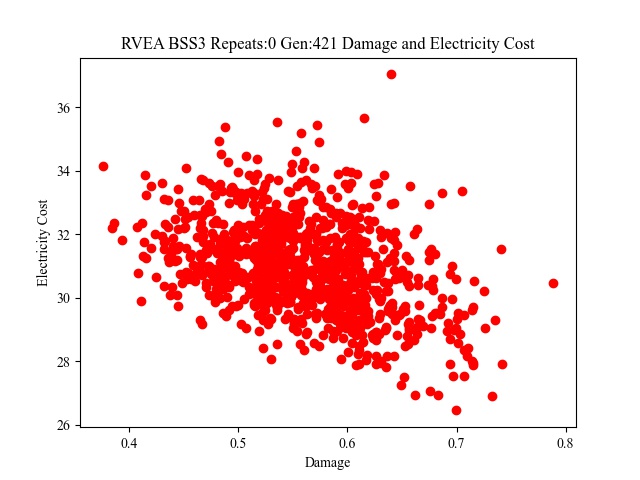 RVEA BSS3 Repeats:0 Gen:421 Damage and Electricity Cost
36
34
32
30
28
26
Electricity Cost
0.4 0.5 0.6 0.7 0.8
Damage